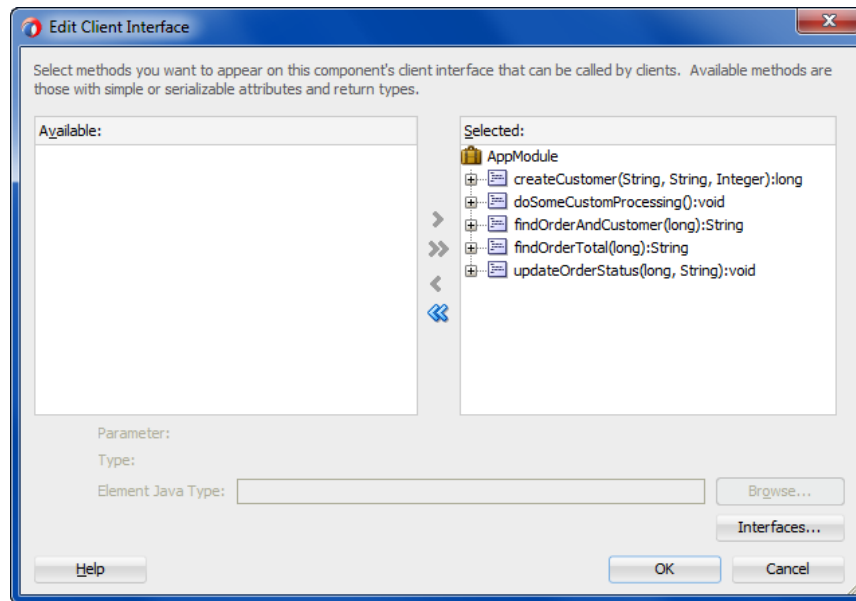 Edit Client Interface
Select methods you want to appear on this component's client interface that can be called by clients. Available methods are
those with simple or serializable attributes and return types.
Available:
Selected:
AppModule
createCustomer(String, String, Integer):long
doSomeCustomProcessing():void
findOrderAndCustomer(long):String
findOrderTotal(long):String
updateOrderStatus(long, String):void
Parameter:
Type:
Element Java Type:
Browse...
Interfaces...
Help
OK
Cancel